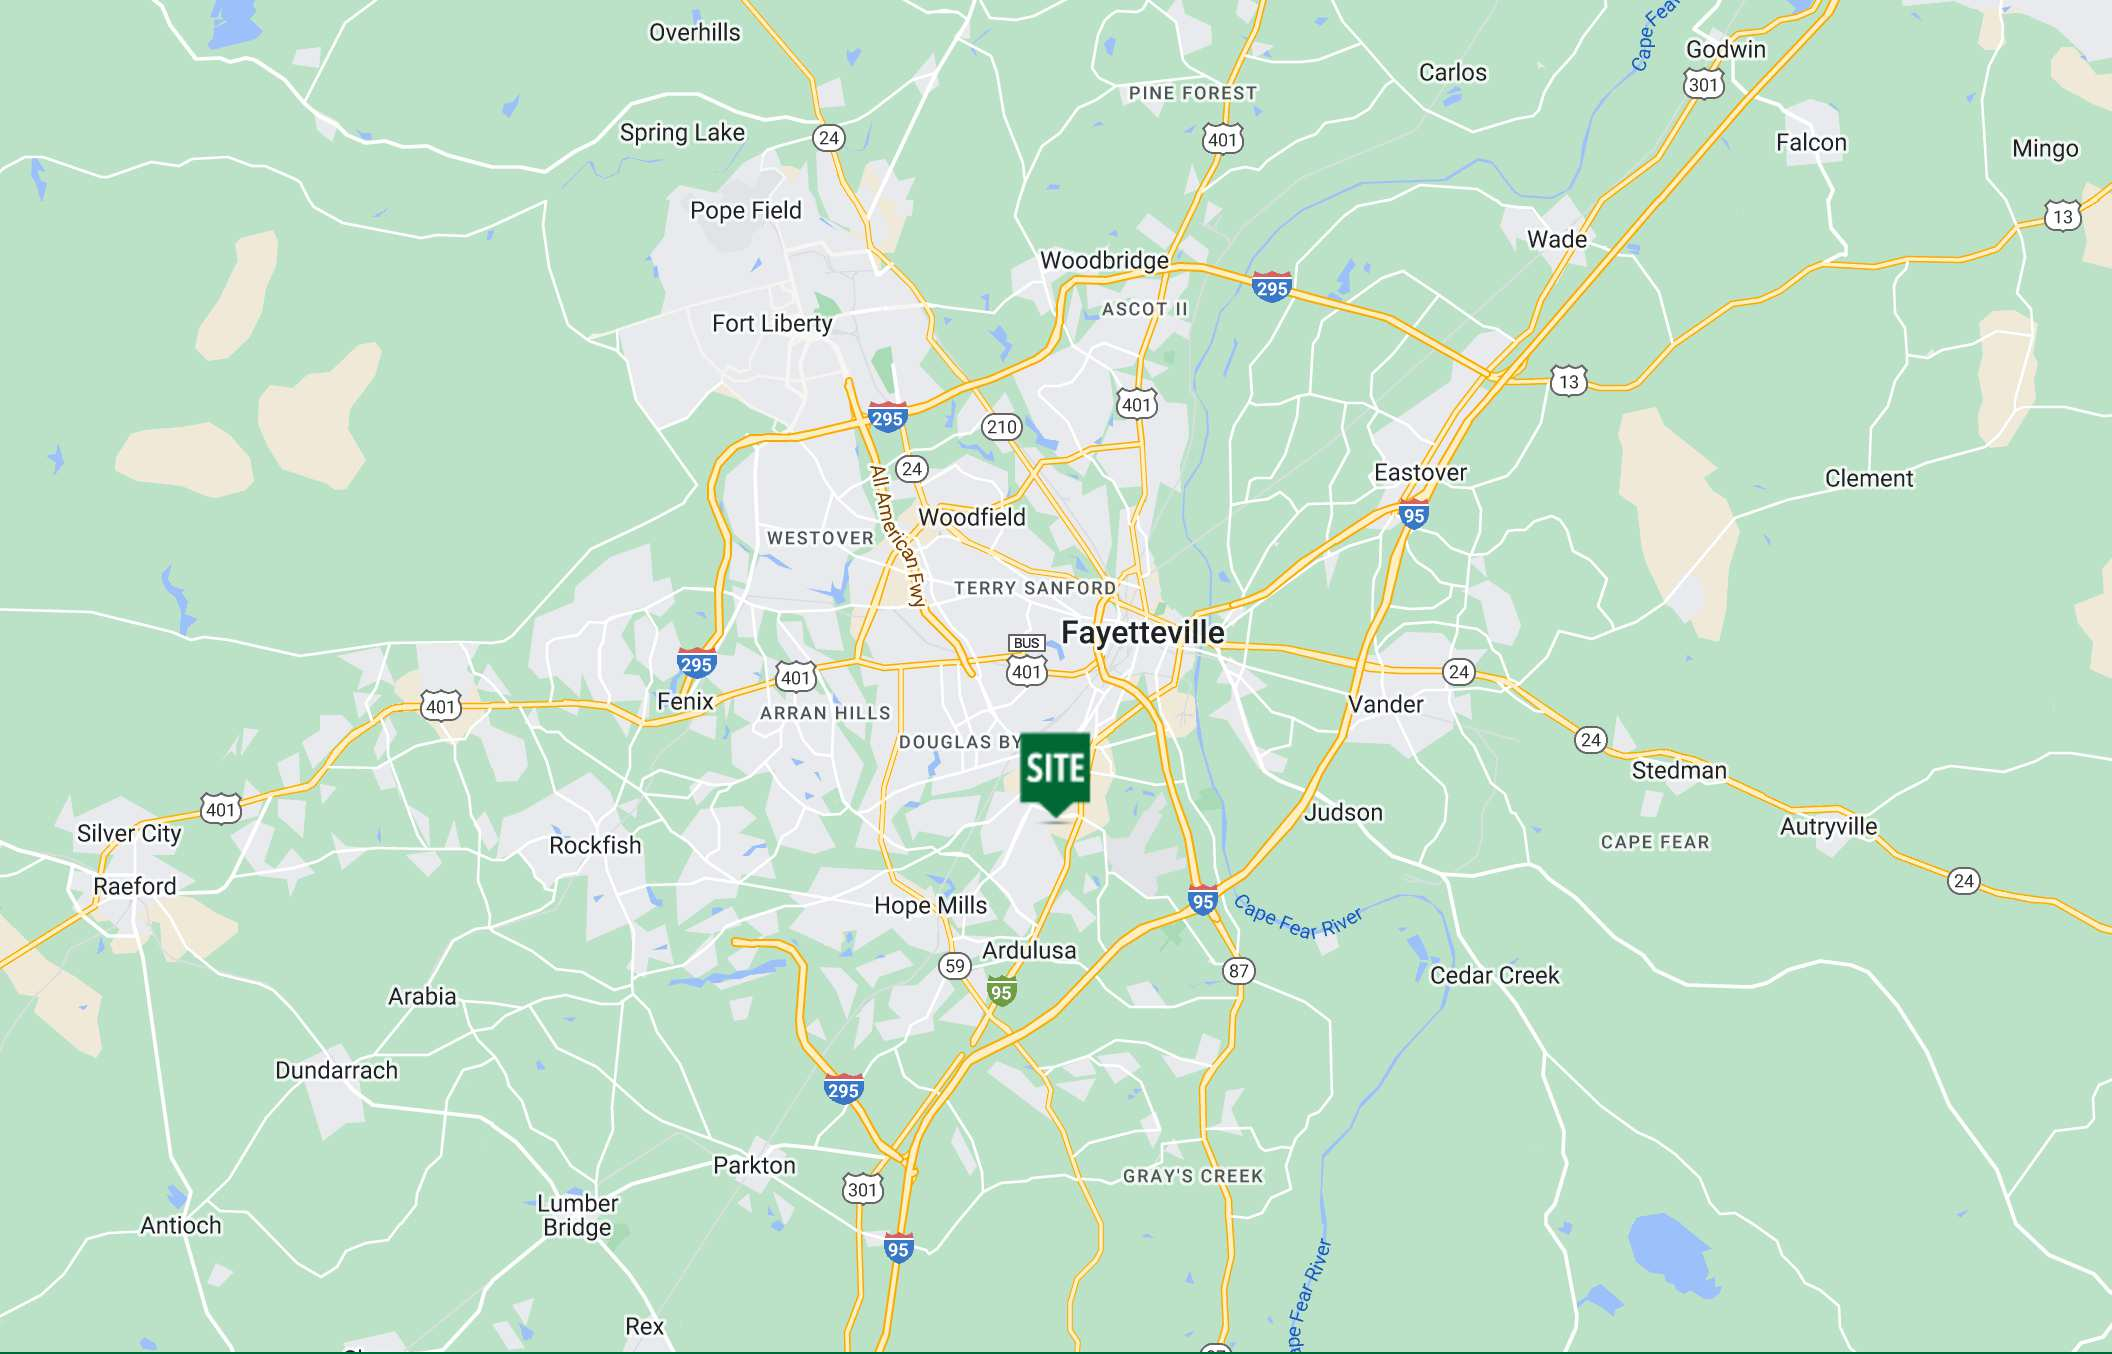 Overhills
Cape Fear
Godwin
301
Carlos
PINE FOREST
Spring Lake
24
401
Falcon
Mingo
Pope Field
13
Wade
Woodbridge
295
ASCOT II
Fort Liberty
13
401
295
210
24
Eastover
Clement
All American Fwy
Woodfield
95
WESTOVER
TERRY SANFORD
Fayetteville
BUS
401
295
401
24
Fenix
401
Vander
ARRAN HILLS
DOUGLAS BY
24
SITE
Stedman
401
Judson
Silver City
Autryville
Rockfish
CAPE FEAR
Raeford
24
Hope Mills
95
Cape Fear River
Ardulusa
59
87
Cedar Creek
95
Arabia
Dundarrach
295
Parkton
GRAY'S CREEK
301
Lumber
Bridge
Antioch
95
Cape Fear River
Rex